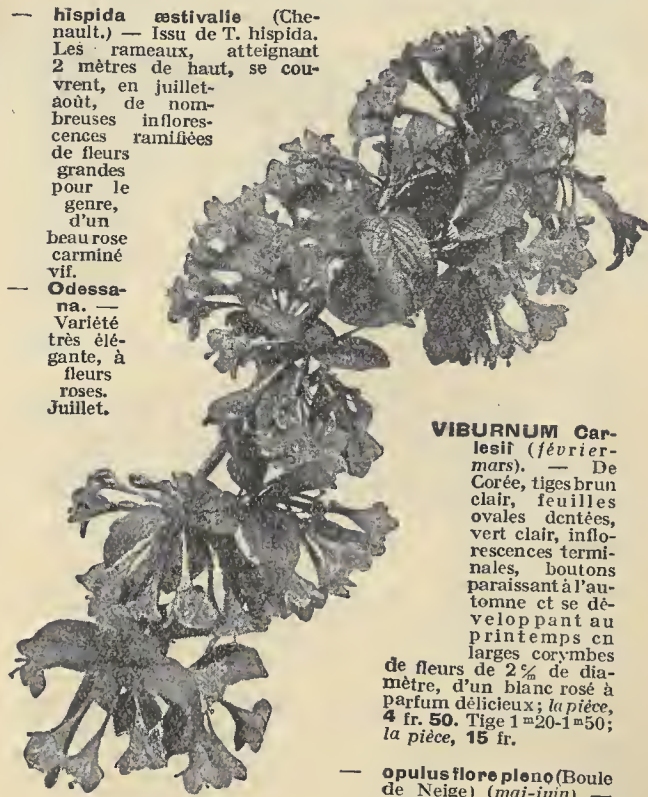 — hispida æstivalie (Che-
nault.) — Issu de T. hispida.
Les rameaux, atteignant
2 mètres de haut, se cou-
vrent, en juillet-
août, de nom-
breuses inflores-
cences ramifiées
de fleurs
grandes
pour le
genre,
d'un
beau rose
carminé
vif.
— Odessa-
na. —
Variété
très élé-
gante, à
fleurs
roses.
Juillet.
VIBURNUM Car-
lesii (février-
mars). — De
Corée, tiges brun
clair, feuilles
ovales dentées,
vert clair, inflo-
rescences termi-
nales, boutons
paraissant à l'au-
tomne et se dé-
veloppant au
printemps en
larges corymbes
de fleurs de 2 c/m de dia-
mètre, d'un blanc rosé à
parfum délicieux; la pièce,
4 fr. 50. Tige 1 m20-1 m50;
la pièce, 15 fr.
— opulus flore pleno (Boule
de Neige) (mai-juin) —